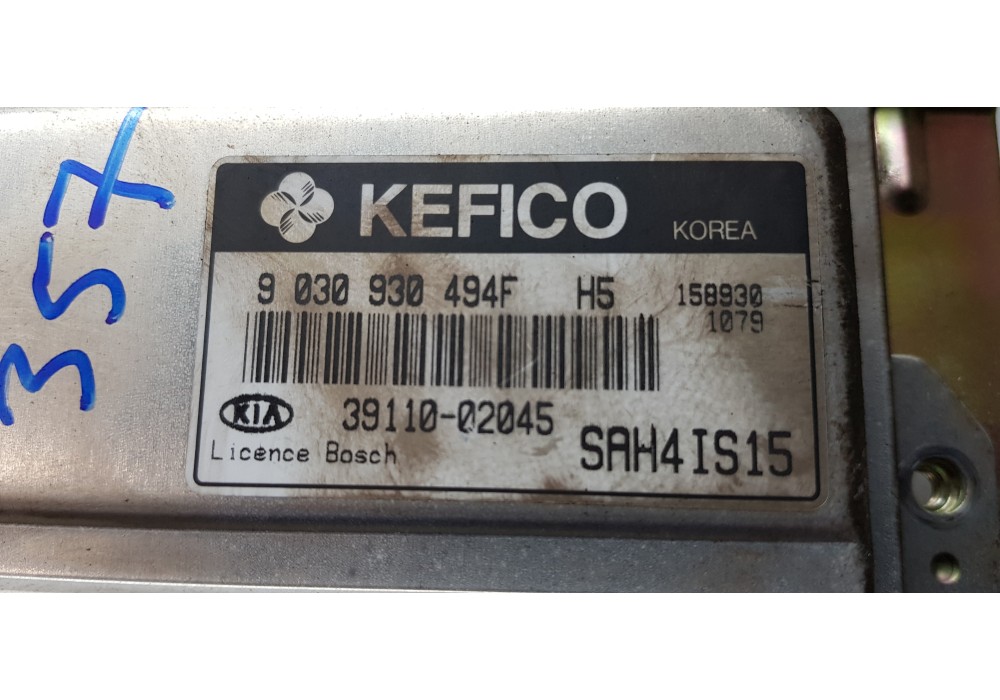 357
KEFICO KOREA
9 030 930 494F H5 158930
1079
KIA 39110-02045
Licence Bosch SAH4IS15